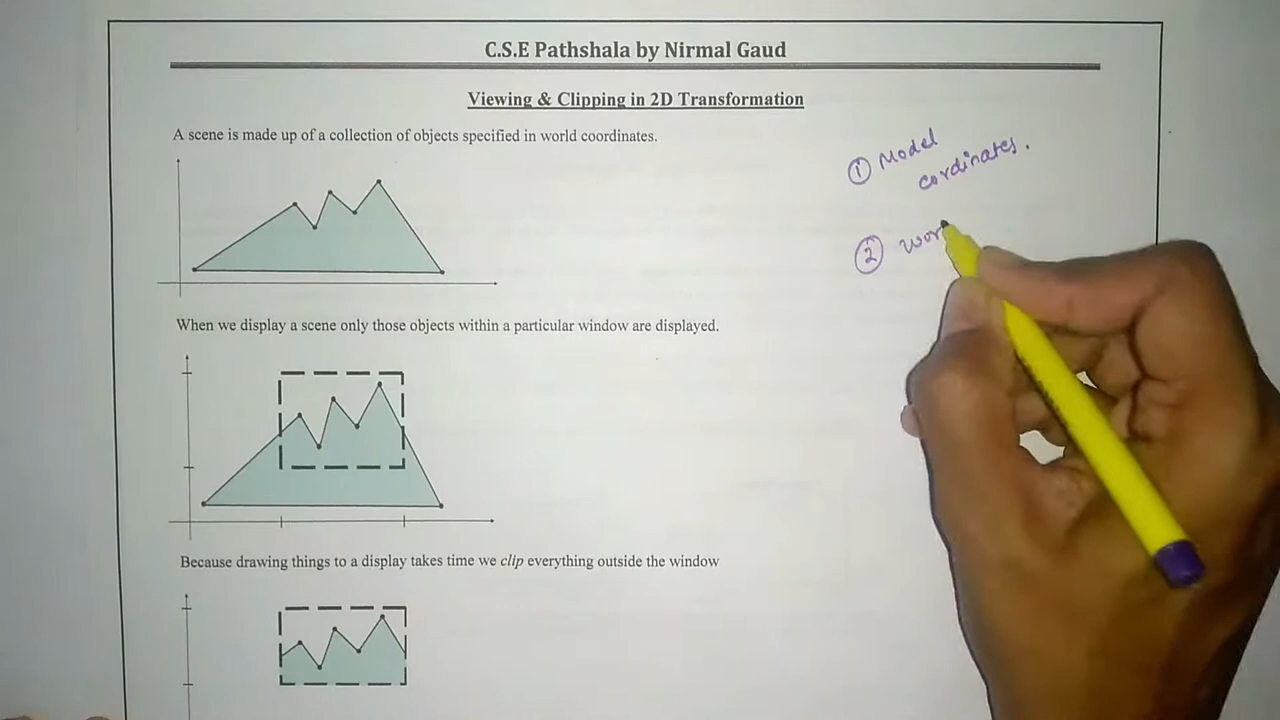 C.S.E Pathshala by Nirmal Gaud
Viewing & Clipping in 2D Transformation
A scene is made up of a collection of objects specified in world coordinates.
① Model
cordinates.
② Wor
When we display a scene only those objects within a particular window are displayed.
Because drawing things to a display takes time we clip everything outside the window